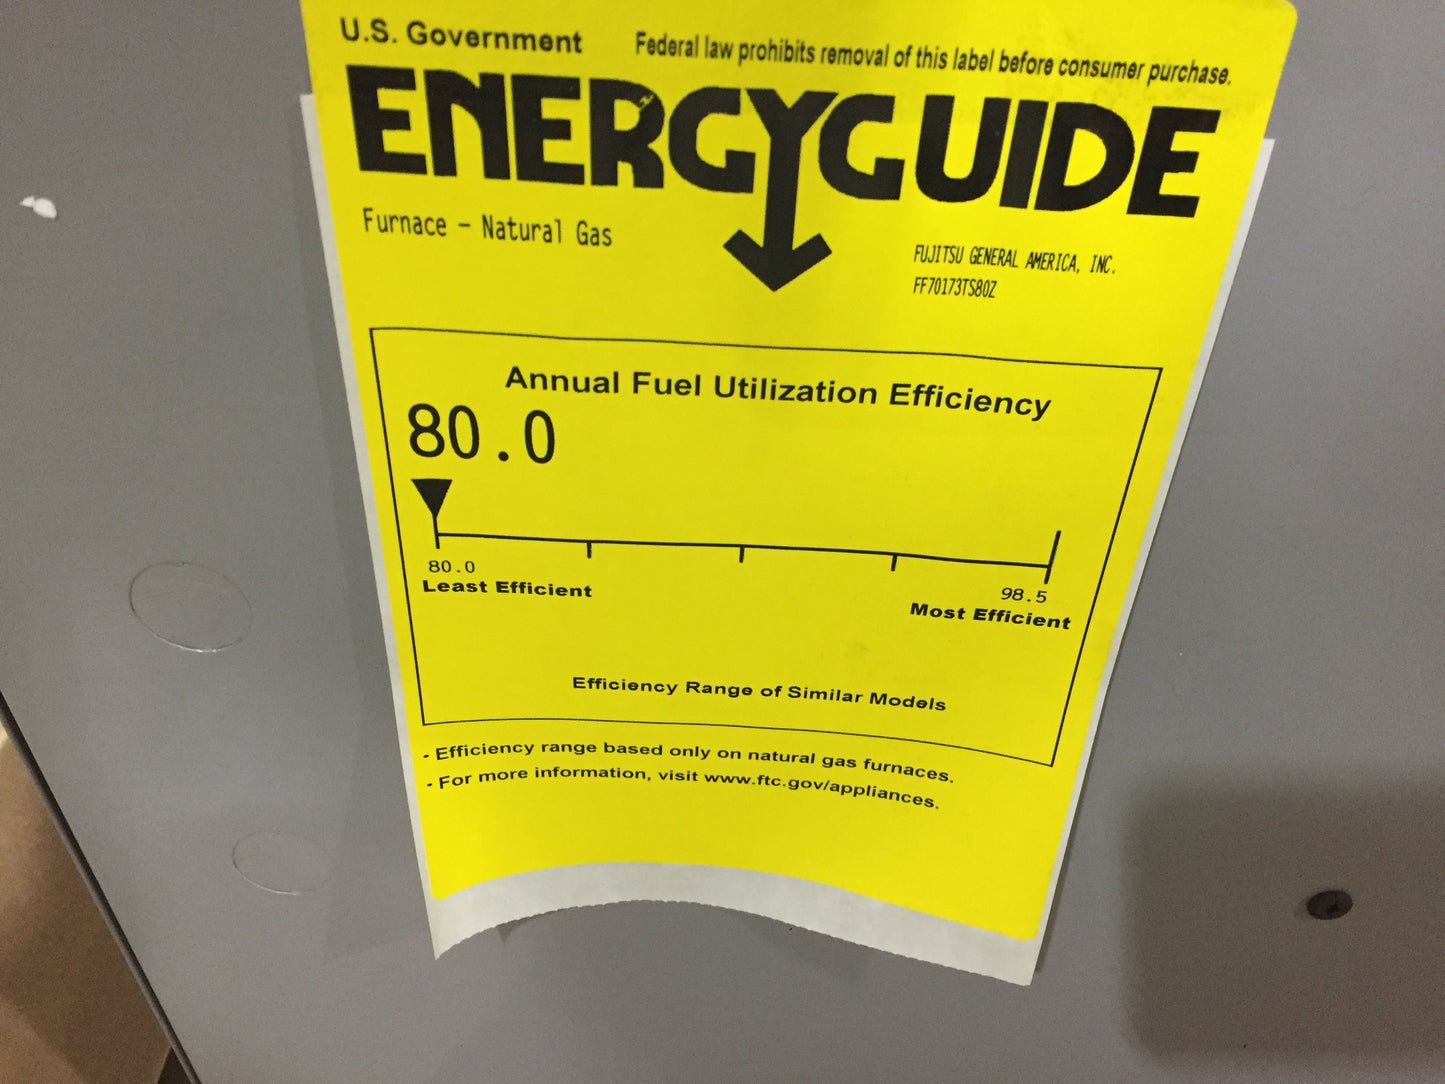 U.S. Government
Federal law prohibits removal of this label before consumer purchase.
ENERGYGUIDE
Furnace - Natural Gas
FUJITSU GENERAL AMERICA, INC.
FF70173TS80Z
Annual Fuel Utilization Efficiency
80.0
80.0
Least Efficient
98.5
Most Efficient
Efficiency Range of Similar Models
- Efficiency range based only on natural gas furnaces.
- For more information, visit www.ftc.gov/appliances.